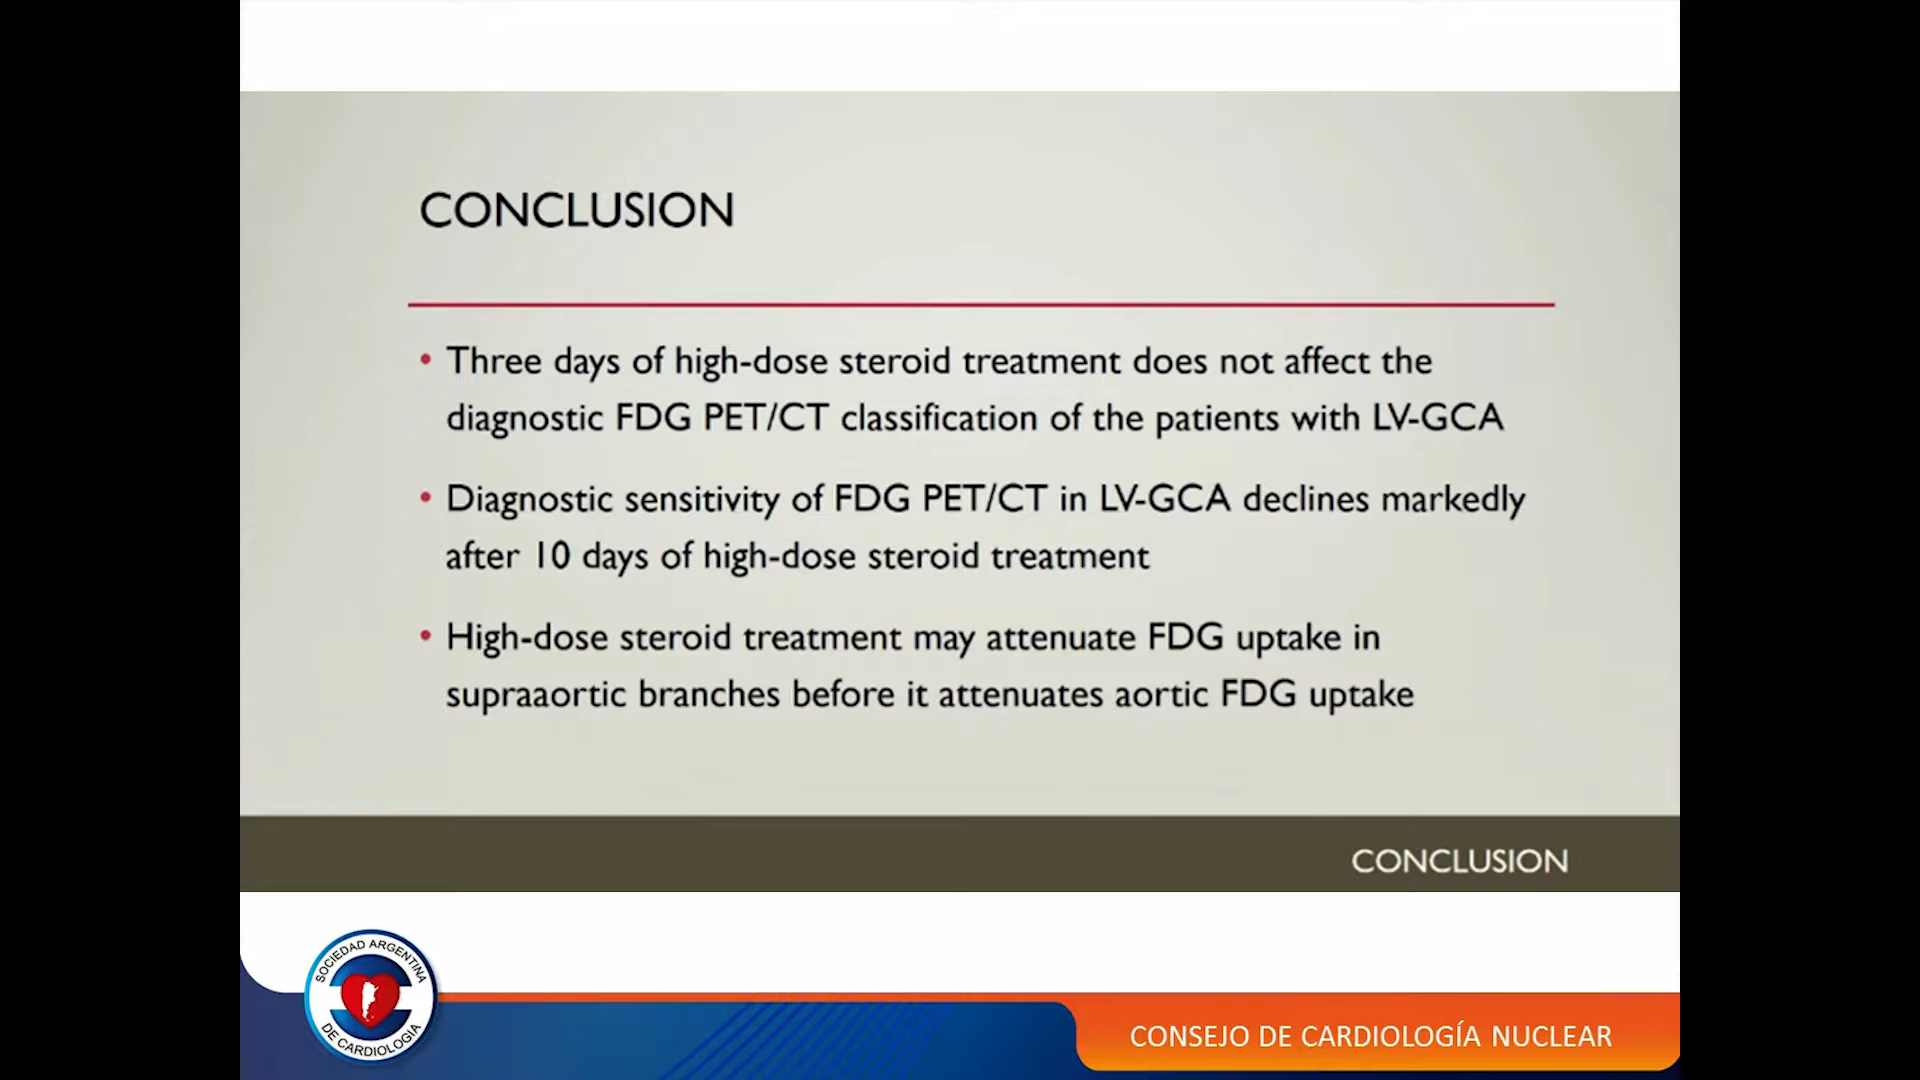 CONCLUSION
• Three days of high-dose steroid treatment does not affect the
diagnostic FDG PET/CT classification of the patients with LV-GCA
• Diagnostic sensitivity of FDG PET/CT in LV-GCA declines markedly
after 10 days of high-dose steroid treatment
• High-dose steroid treatment may attenuate FDG uptake in
supraaortic branches before it attenuates aortic FDG uptake
CONCLUSION
SOCIEDAD ARGENTINA
DE CARDIOLOGIA
CONSEJO DE CARDIOLOGÍA NUCLEAR